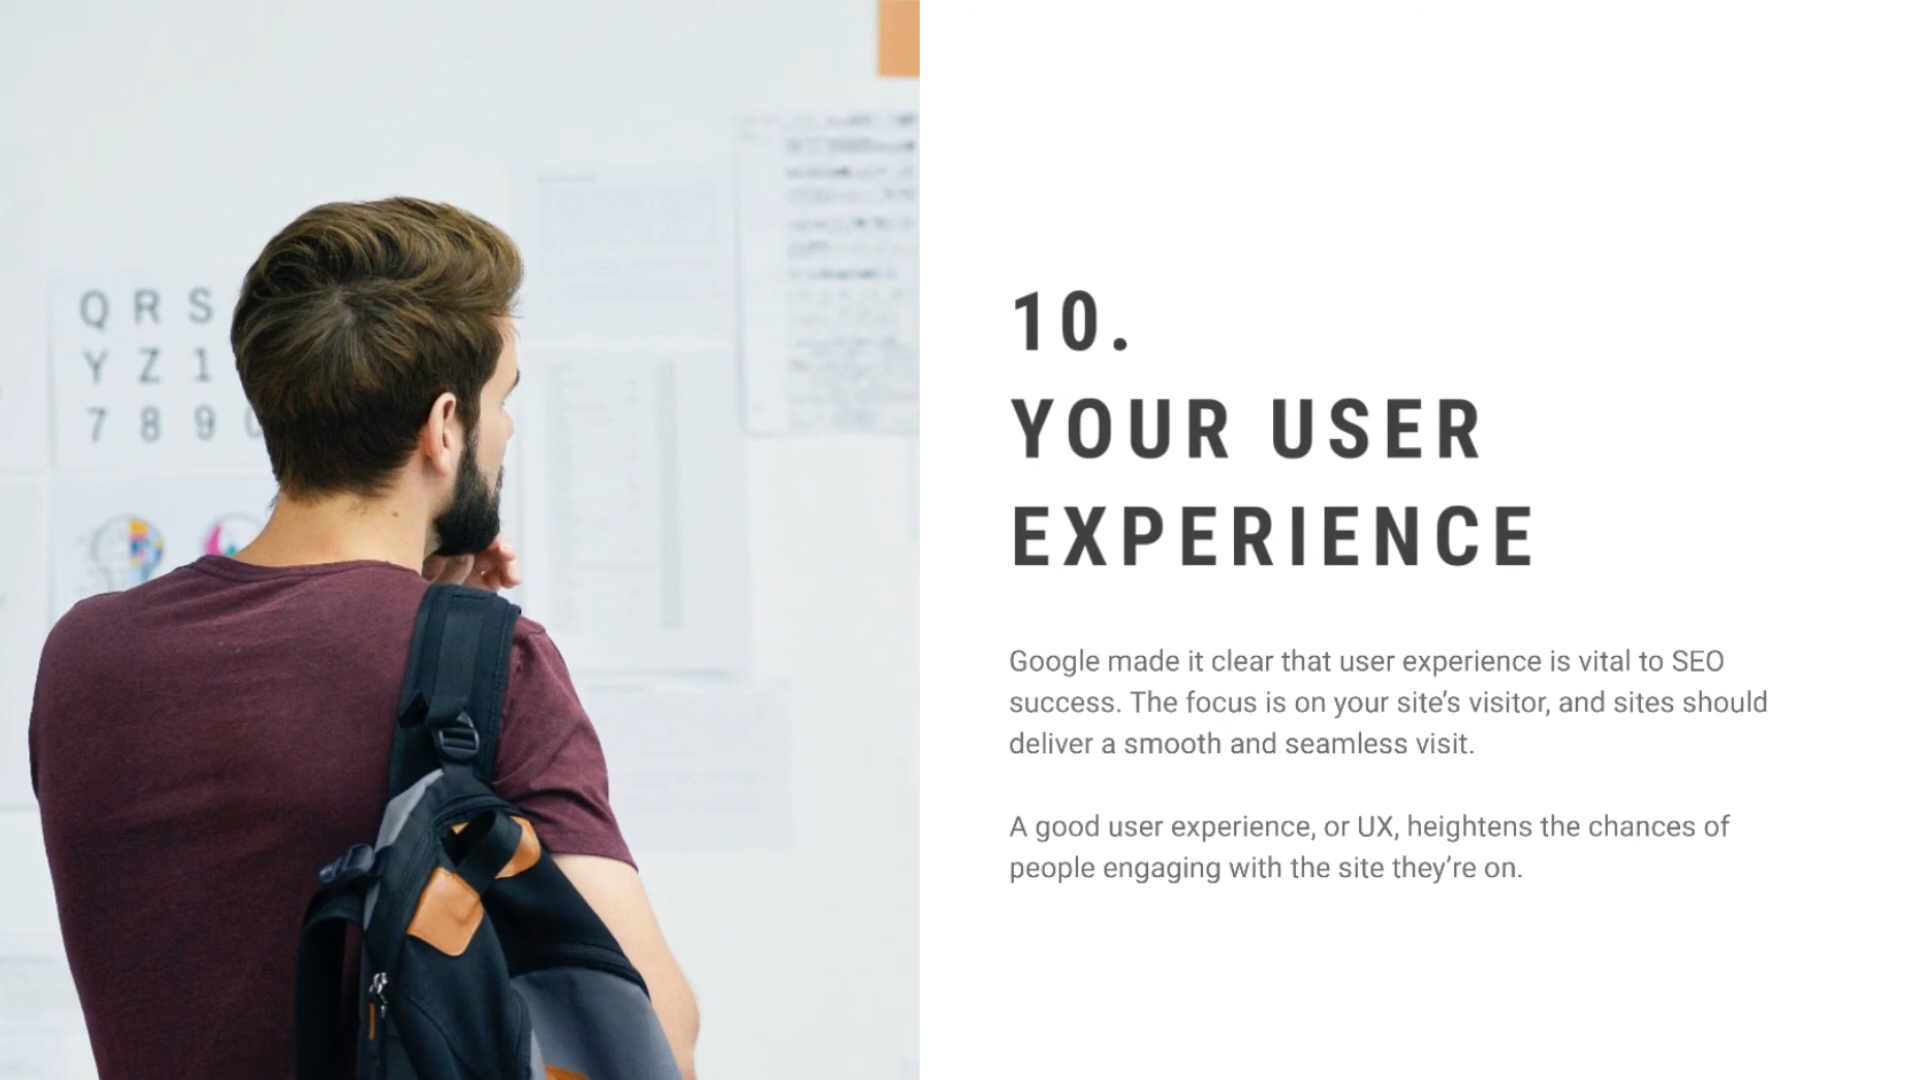 Q R S
Y Z 1
7 8 9
10.
YOUR USER
EXPERIENCE
Google made it clear that user experience is vital to SEO
success. The focus is on your site’s visitor, and sites should
deliver a smooth and seamless visit.
A good user experience, or UX, heightens the chances of
people engaging with the site they’re on.